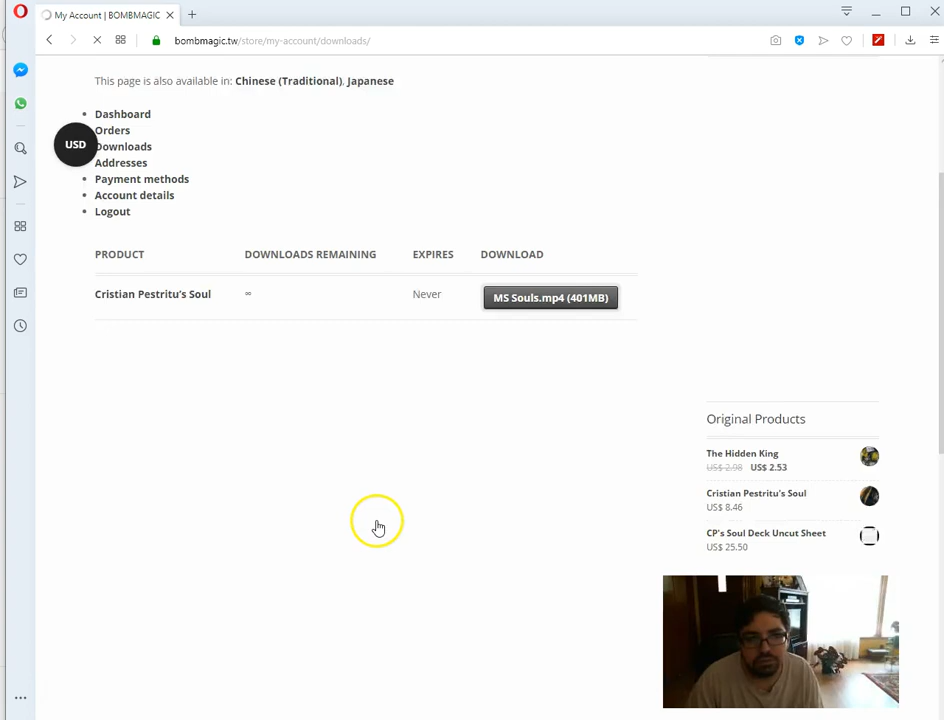 My Account | BOMBMAGIC
bombmagic.tw/store/my-account/downloads/
This page is also available in: Chinese (Traditional), Japanese
Dashboard
Orders
USD
Downloads
Addresses
Payment methods
Account details
Logout
PRODUCT DOWNLOADS REMAINING EXPIRES DOWNLOAD
Cristian Pestritu's Soul ∞ Never MS Souls.mp4 (401MB)
Original Products
The Hidden King
US$ 2.98 US$ 2.53
Cristian Pestritu's Soul
US$ 8.46
CP's Soul Deck Uncut Sheet
US$ 25.50